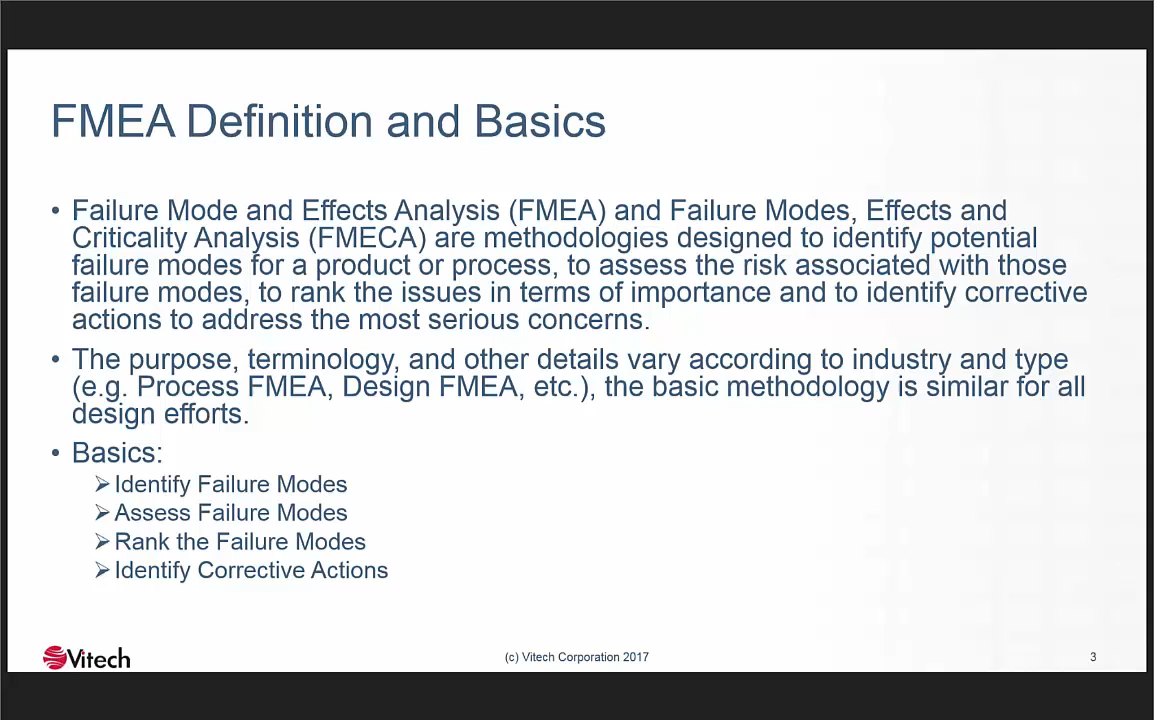 FMEA Definition and Basics
• Failure Mode and Effects Analysis (FMEA) and Failure Modes, Effects and
Criticality Analysis (FMECA) are methodologies designed to identify potential
failure modes for a product or process, to assess the risk associated with those
failure modes, to rank the issues in terms of importance and to identify corrective
actions to address the most serious concerns.
• The purpose, terminology, and other details vary according to industry and type
(e.g. Process FMEA, Design FMEA, etc.), the basic methodology is similar for all
design efforts.
• Basics:
➢ Identify Failure Modes
➢ Assess Failure Modes
➢ Rank the Failure Modes
➢ Identify Corrective Actions
Vitech
(c) Vitech Corporation 2017
3